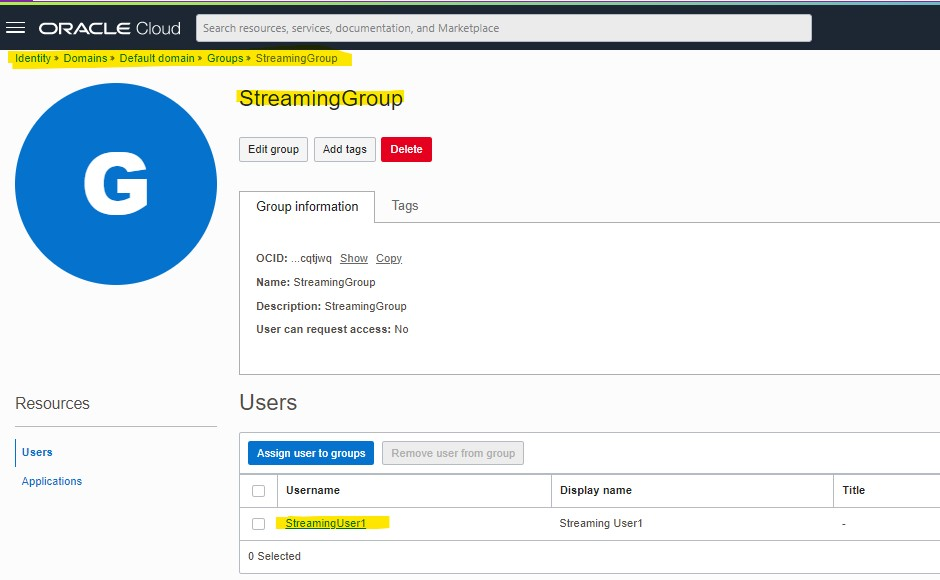 ORACLE Cloud
Search resources, services, documentation, and Marketplace
Identity » Domains » Default domain » Groups » StreamingGroup
G
StreamingGroup
Edit group Add tags Delete
Group information Tags
OCID: ...cqtjwq Show Copy
Name: StreamingGroup
Description: StreamingGroup
User can request access: No
Resources
Users
Applications
Users
Assign user to groups Remove user from group
Username Display name Title
StreamingUser1 Streaming User1 -
0 Selected